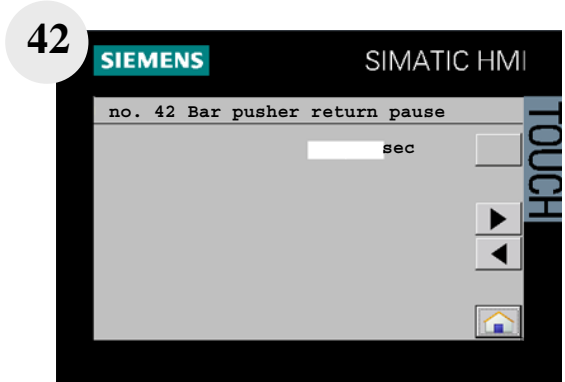 42
SIEMENS
SIMATIC HMI
no. 42 Bar pusher return pause
sec
TOUCH